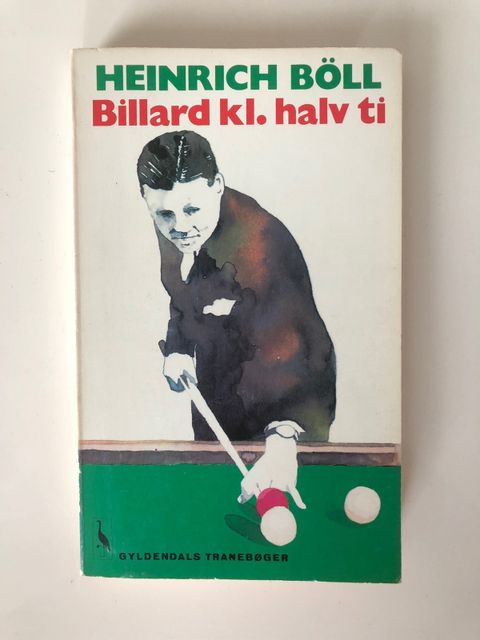 HEINRICH BÖLL
Billard kl. halv ti
GYLDENDALS TRANEBØGER